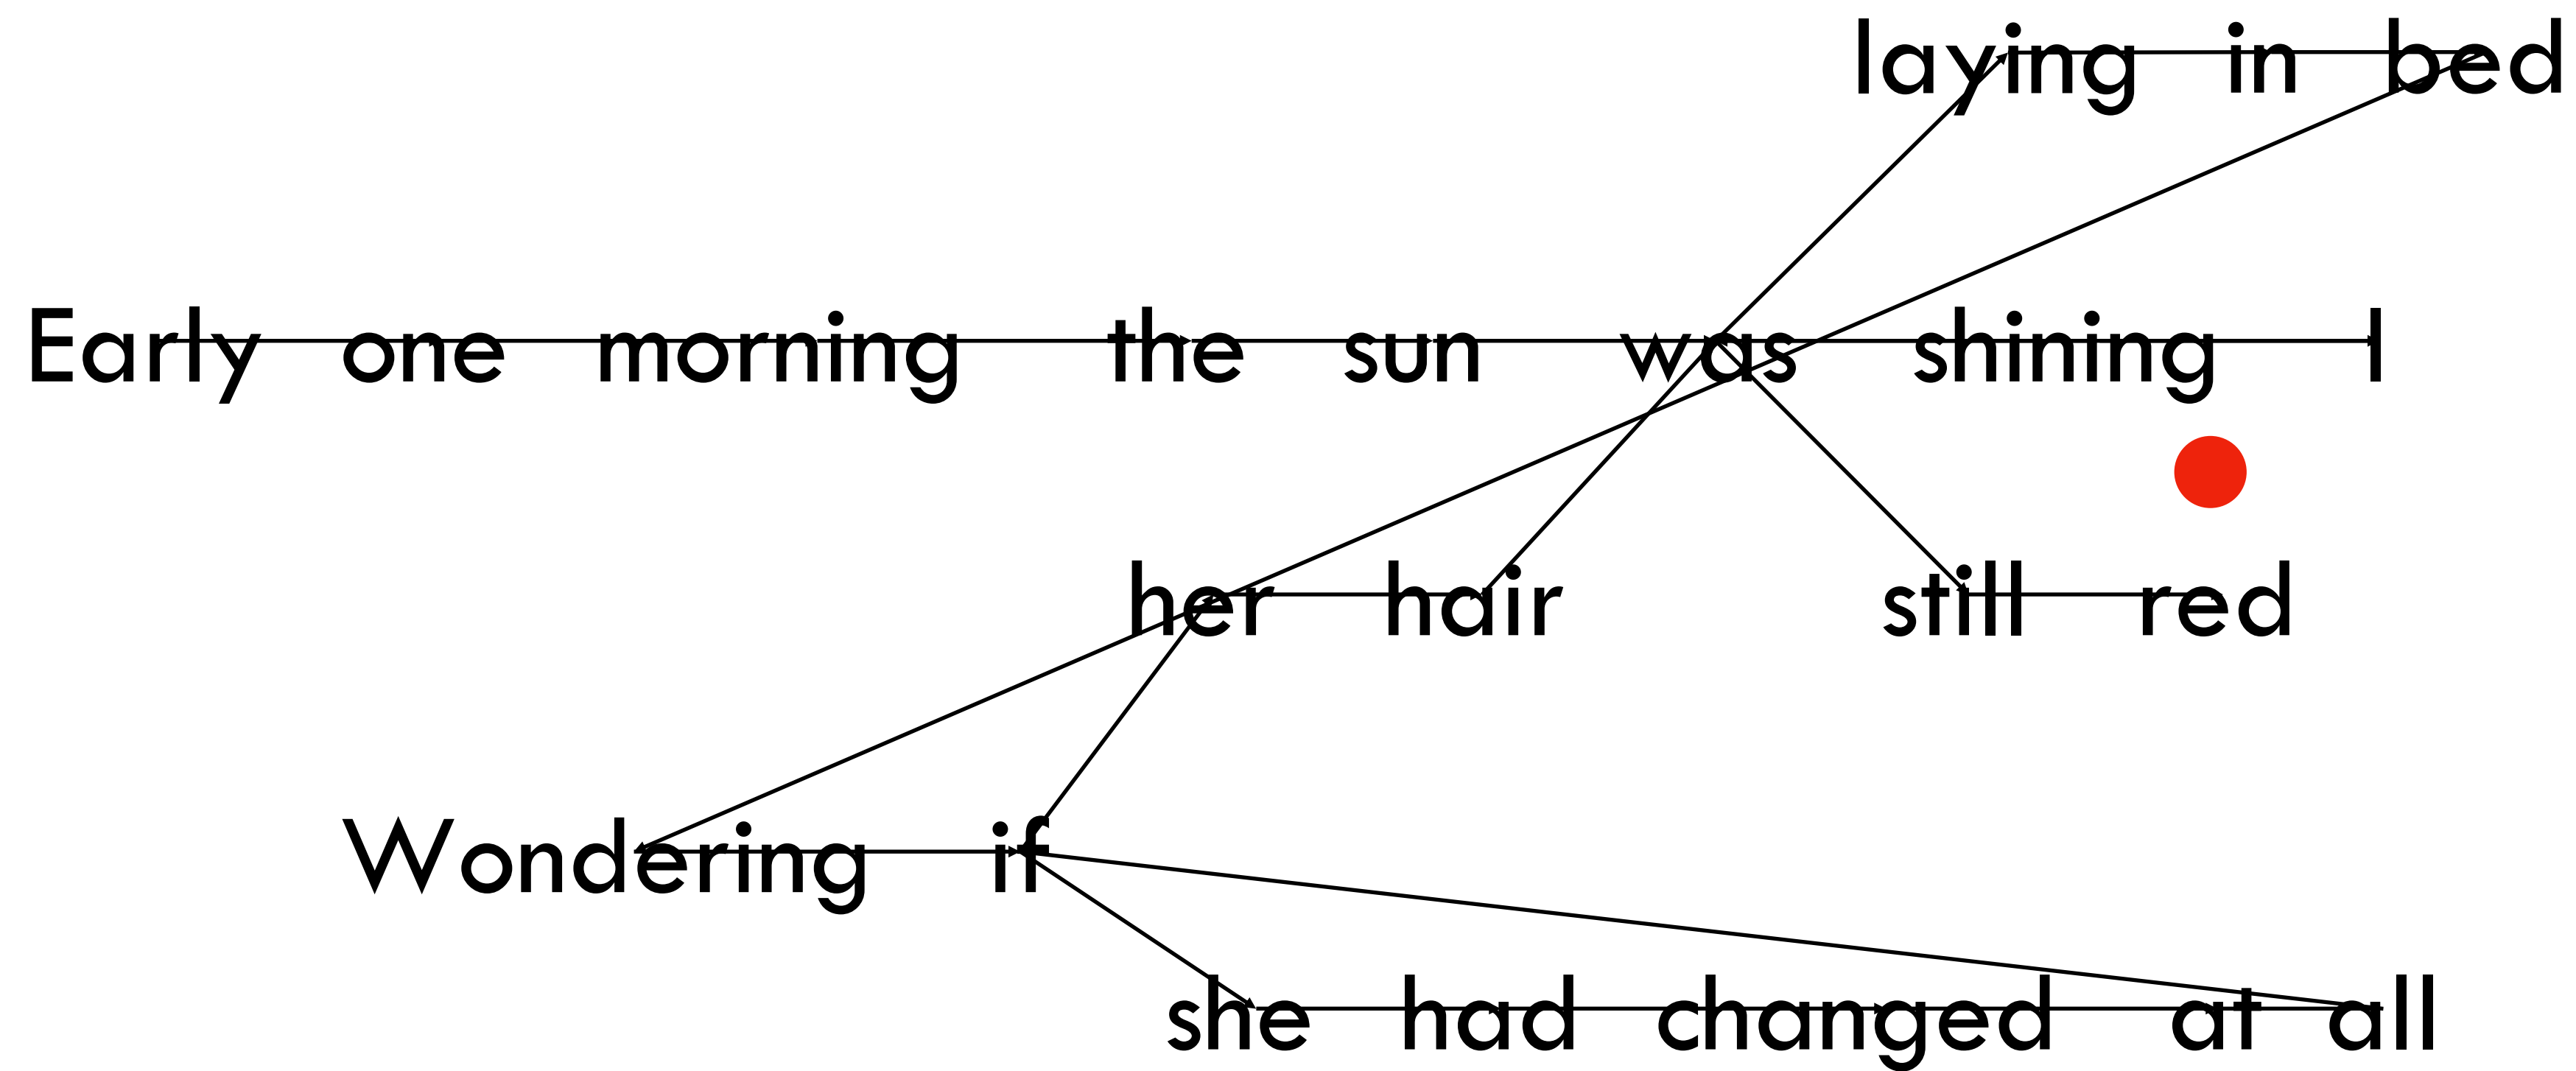 laying in bed
Early one morning the sun was shining I
her hair still red
Wondering if
she had changed at all